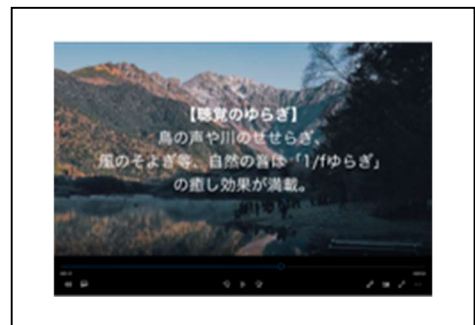 【聴覚のゆらぎ】
鳥の声や川のせせらぎ、
風のそよぎ等、自然の音は「1/fゆらぎ」
の癒し効果が満載。